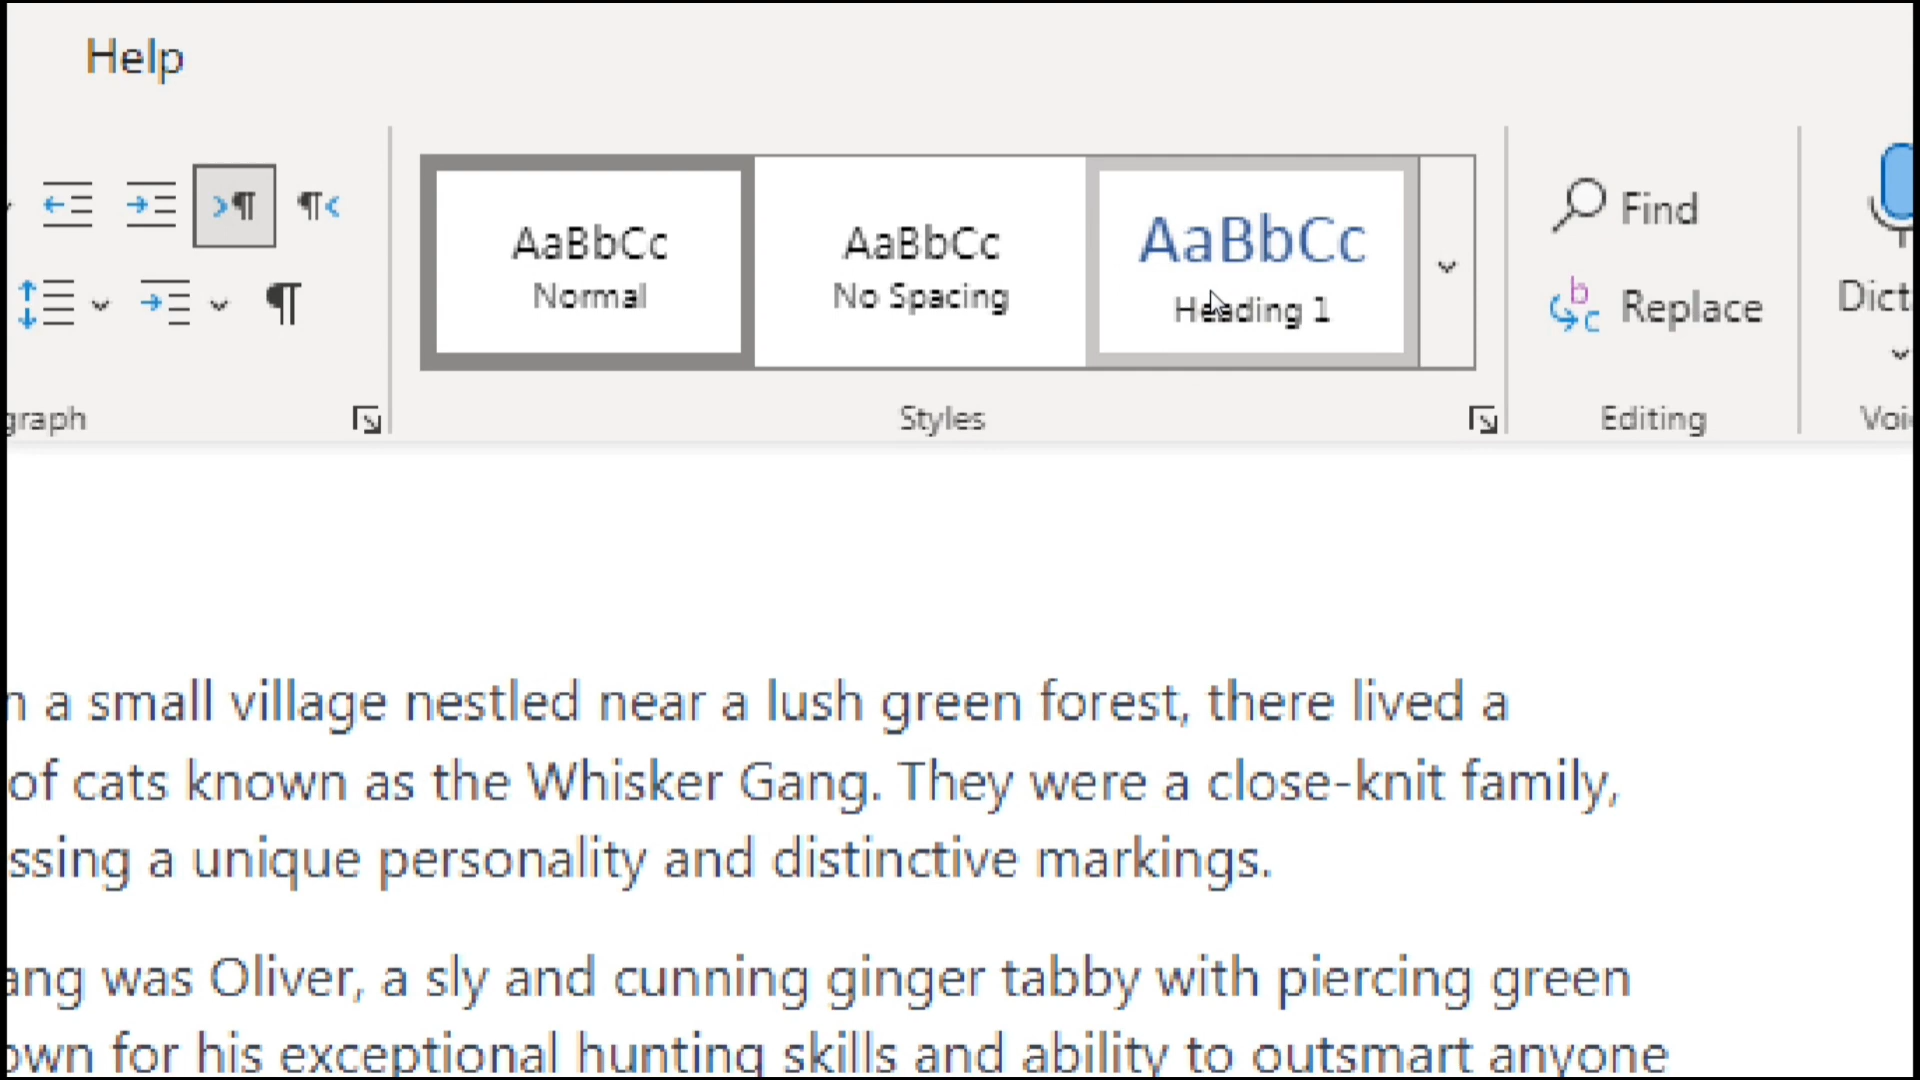 Help
AaBbCc
Normal
AaBbCc
No Spacing
AaBbCc
Heading 1
Find
Replace
Dict
graph
Styles
Editing
Voi
n a small village nestled near a lush green forest, there lived a
of cats known as the Whisker Gang. They were a close-knit family,
ssing a unique personality and distinctive markings.
ang was Oliver, a sly and cunning ginger tabby with piercing green
own for his exceptional hunting skills and ability to outsmart anyone